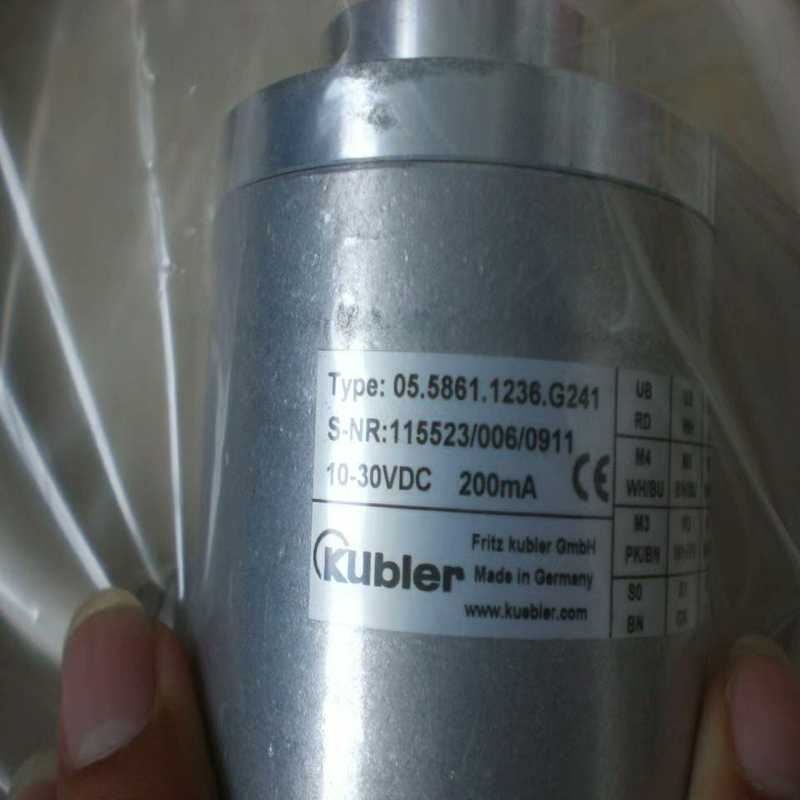 Type: 05.5861.1236.G241
S-NR:115523/006/0911
10-30VDC 200mA CE
Kübler
Fritz kubler GmbH
Made in Germany
www.kuebler.com
UB
RD
M4
WH/BU
M3
PK/BN
S0
BN